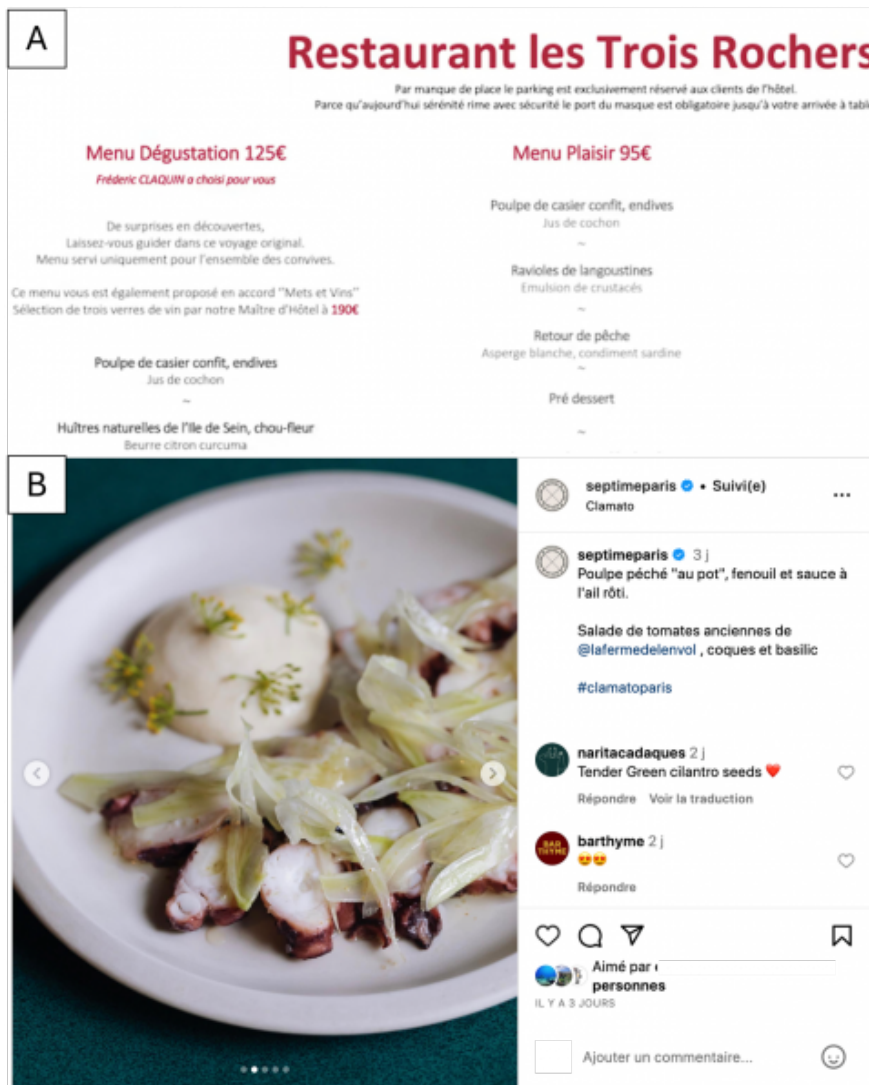 A
Restaurant les Trois Rochers
Par manque de place le parking est exclusivement réservé aux clients de l'hôtel.
Parce qu'aujourd'hui sérénité rime avec sécurité le port du masque est obligatoire jusqu'à votre arrivée à tabl
Menu Dégustation 125€
Fréderic CLAQUIN a choisi pour vous
De surprises en découvertes,
Laissez-vous guider dans ce voyage original.
Menu servi uniquement pour l'ensemble des convives.
Ce menu vous est également proposé en accord "Mets et Vins"
Sélection de trois verres de vin par notre Maître d'Hôtel à 190€
Poulpe de casier confit, endives
Jus de cochon
~
Huîtres naturelles de l'Ile de Sein, chou-fleur
Beurre citron curcuma
Menu Plaisir 95€
Poulpe de casier confit, endives
Jus de cochon
~
Ravioles de langoustines
Emulsion de crustacés
~
Retour de pêche
Asperge blanche, condiment sardine
~
Pré dessert
~
B
septimeparis • Suivi(e)
Clamato
septimeparis 3 j
Poulpe péché "au pot", fenouil et sauce à
l'ail rôti.
Salade de tomates anciennes de
@lafermedelenvol , coques et basilic
#clamatoparis
naritacadaques 2 j
Tender Green cilantro seeds ❤️
Répondre Voir la traduction
BAR
THYME
barthyme 2 j
😍😍
Répondre
Aimé par
personnes
IL Y A 3 JOURS
Ajouter un commentaire...